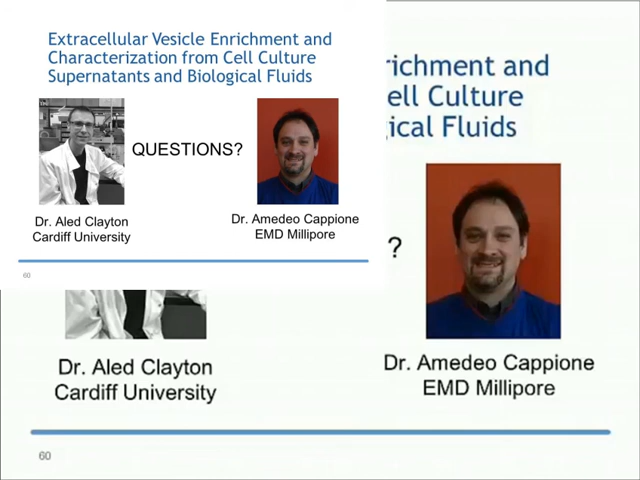 Extracellular Vesicle Enrichment and
Characterization from Cell Culture
Supernatants and Biological Fluids
QUESTIONS?
Dr. Aled Clayton
Cardiff University
Dr. Amedeo Cappione
EMD Millipore
60
richment and
ell Culture
ical Fluids
?
Dr. Aled Clayton
Cardiff University
Dr. Amedeo Cappione
EMD Millipore
60